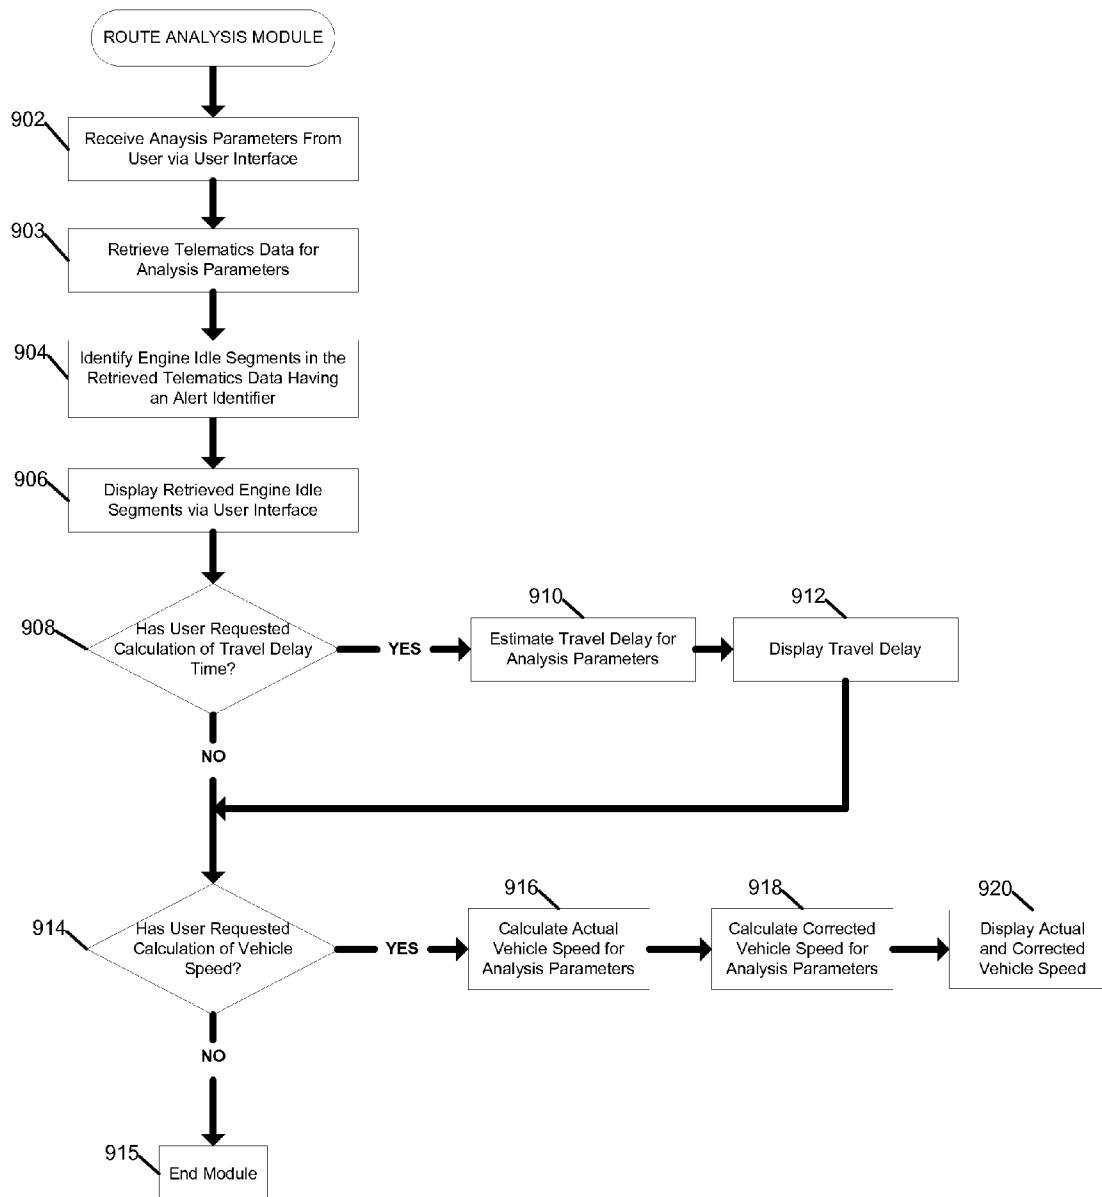 ROUTE ANALYSIS MODULE
902
Receive Anaysis Parameters From
User via User Interface
903
Retrieve Telematics Data for
Analysis Parameters
904
Identify Engine Idle Segments in the
Retrieved Telematics Data Having
an Alert Identifier
906
Display Retrieved Engine Idle
Segments via User Interface
908
Has User Requested
Calculation of Travel Delay
Time?
YES
910
Estimate Travel Delay for
Analysis Parameters
912
Display Travel Delay
NO
914
Has User Requested
Calculation of Vehicle
Speed?
YES
916
Calculate Actual
Vehicle Speed for
Analysis Parameters
918
Calculate Corrected
Vehicle Speed for
Analysis Parameters
920
Display Actual
and Corrected
Vehicle Speed
NO
915
End Module